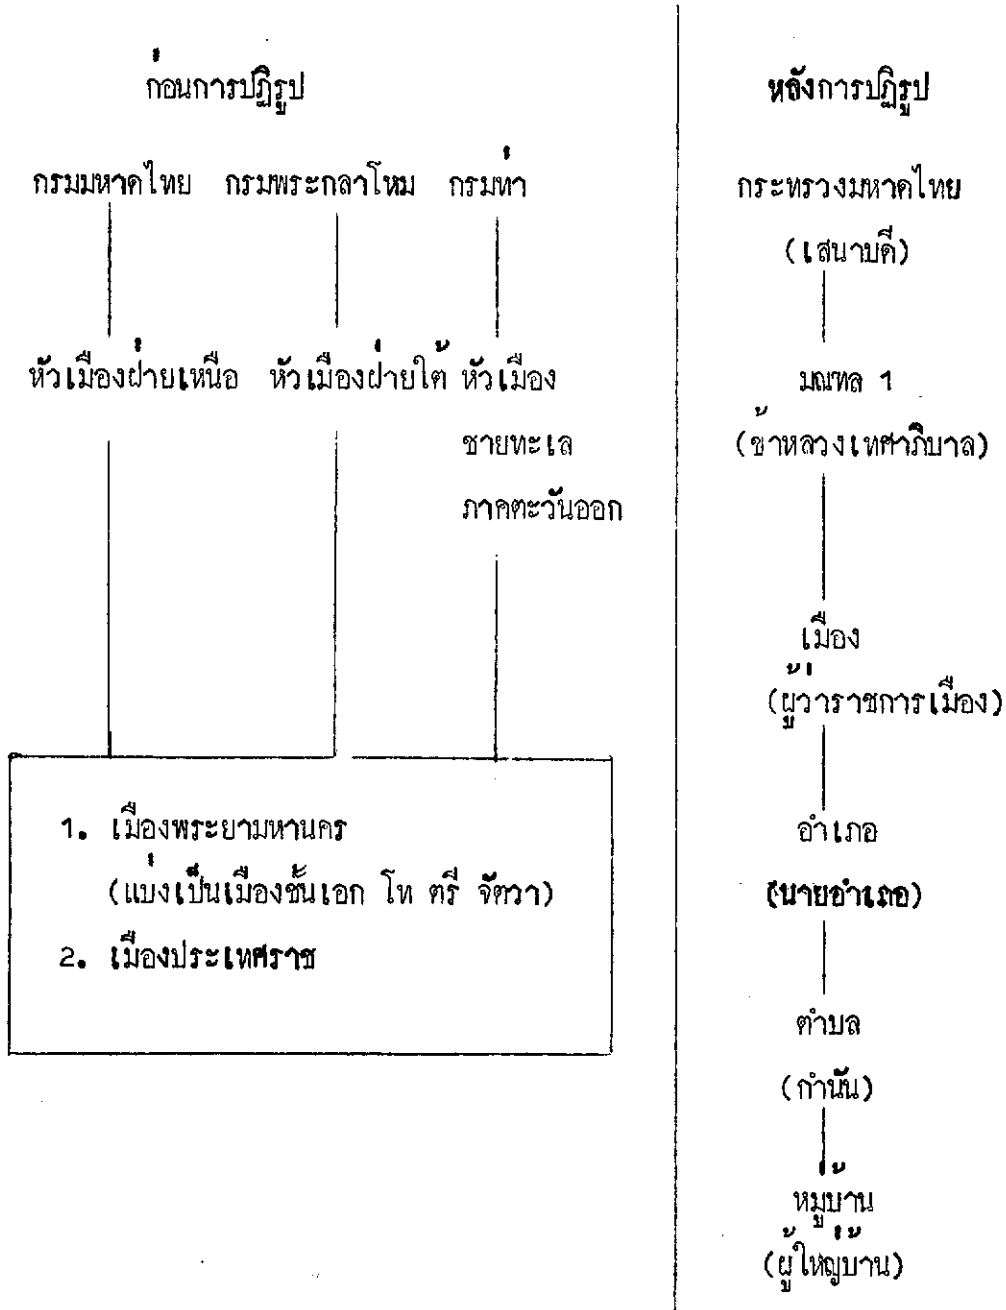 ก่อนการปฏิรูป
กรมมหาดไทย กรมพระกลาโหม กรมท่า
หัวเมืองฝ่ายเหนือ หัวเมืองฝ่ายใต้ หัวเมือง
ชายทะเล
ภาคตะวันออก
1. เมืองพระยามหานคร
(แบ่งเป็นเมืองชั้นเอก โท ตรี จัตวา)
2. เมืองประเทศราช
หลังการปฏิรูป
กระทรวงมหาดไทย
(เสนาบดี)
มณฑล 1
(ข้าหลวงเทศาภิบาล)
เมือง
(ผู้ว่าราชการเมือง)
อำเภอ
(นายอำเภอ)
ตำบล
(กำนัน)
หมู่บ้าน
(ผู้ใหญ่บ้าน)